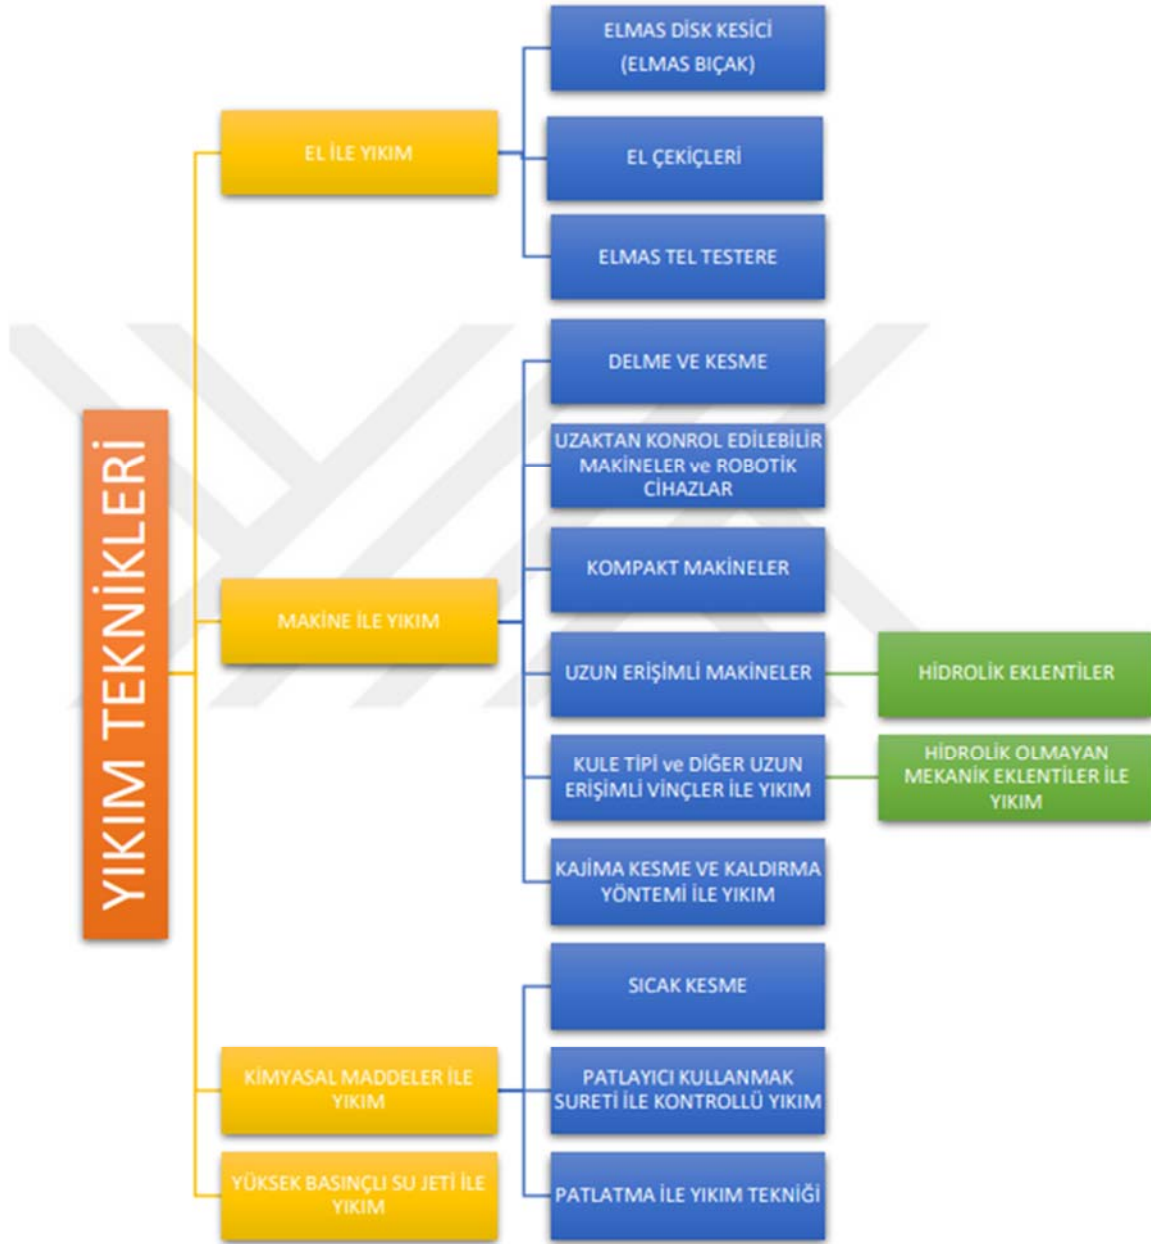 YIKIM TEKNİKLERİ
EL İLE YIKIM
ELMAS DİSK KESİCİ
(ELMAS BIÇAK)
EL ÇEKİÇLERİ
ELMAS TEL TESTERE
MAKİNE İLE YIKIM
DELME VE KESME
UZAKTAN KONROL EDİLEBİLİR
MAKİNELER ve ROBOTİK
CİHAZLAR
KOMPAKT MAKİNELER
UZUN ERİŞİMLİ MAKİNELER
HİDROLİK EKLENTİLER
KULE TİPİ ve DİĞER UZUN
ERİŞİMLİ VİNÇLER İLE YIKIM
HİDROLİK OLMAYAN
MEKANİK EKLENTİLER İLE
YIKIM
KAJİMA KESME VE KALDIRMA
YÖNTEMİ İLE YIKIM
KİMYASAL MADDELER İLE
YIKIM
SICAK KESME
PATLAYICI KULLANMAK
SURETİ İLE KONTROLLÜ YIKIM
PATLATMA İLE YIKIM TEKNİĞİ
YÜKSEK BASINÇLI SU JETİ İLE
YIKIM